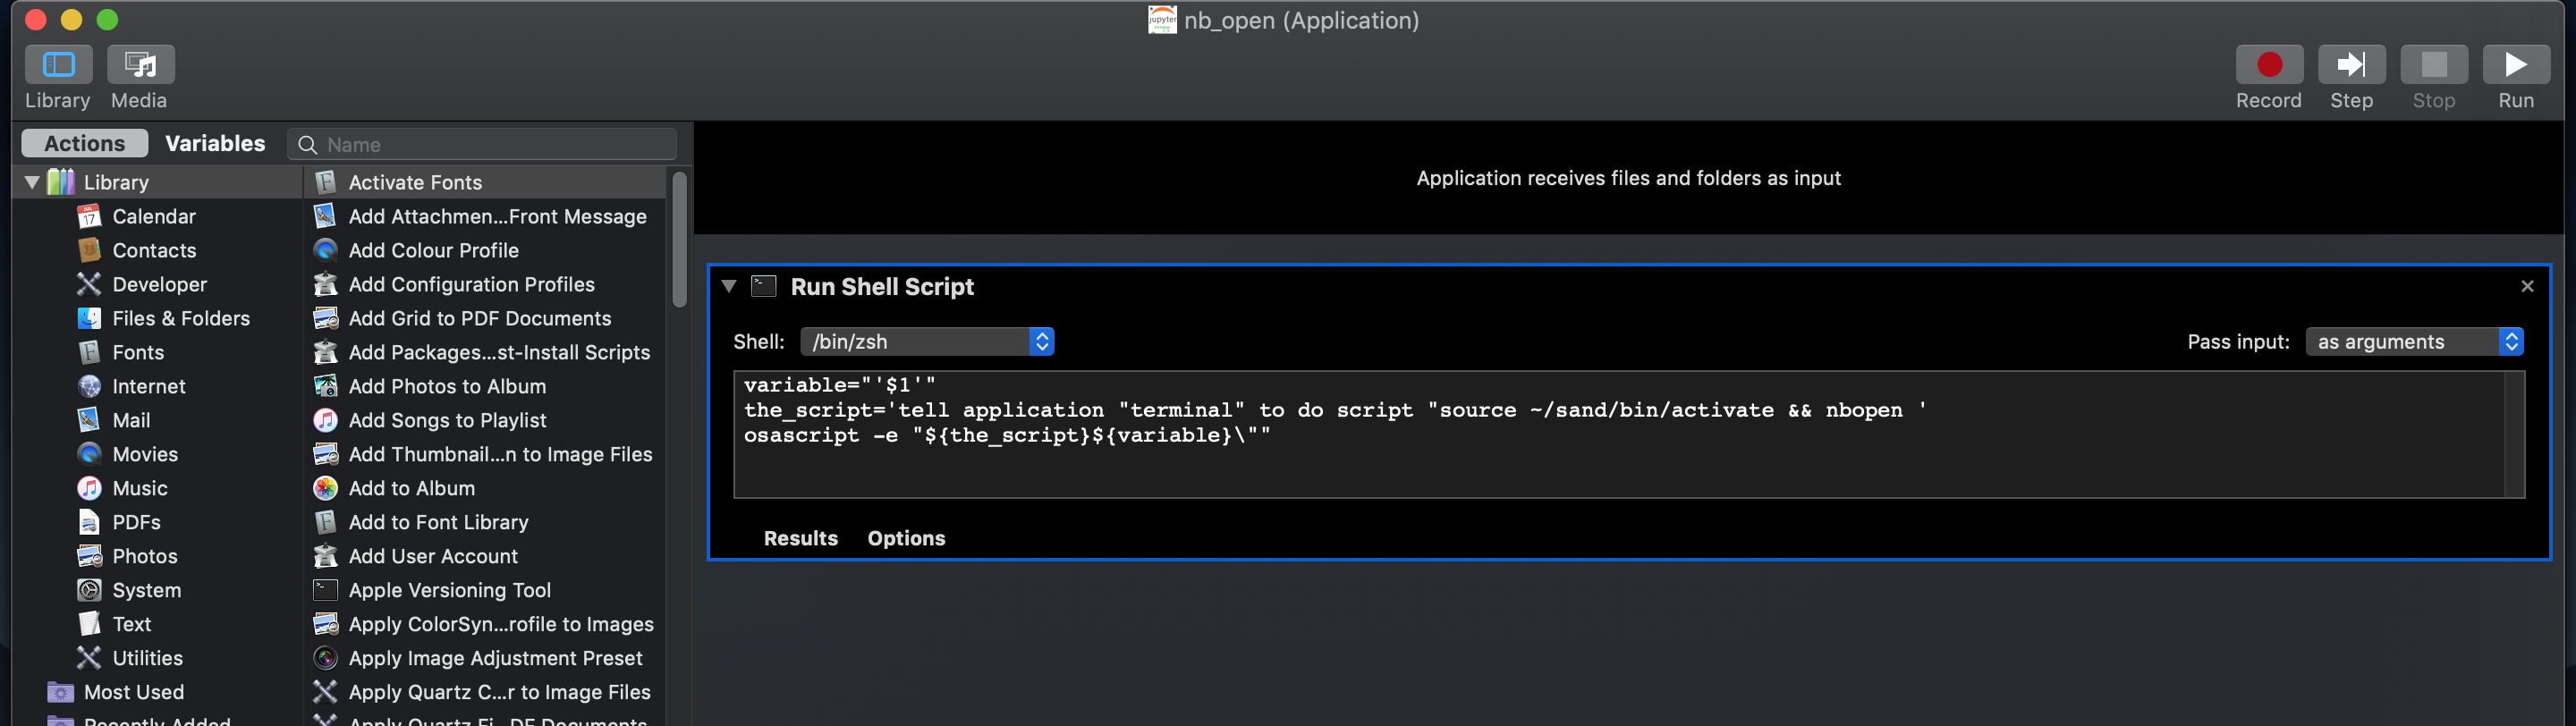 jupyter
nb_open (Application)
Library
Media
Record
Step
Stop
Run
Actions
Variables
Name
Library
Calendar
Contacts
Developer
Files & Folders
Fonts
Internet
Mail
Movies
Music
PDFs
Photos
System
Text
Utilities
Most Used
Recently Added
Activate Fonts
Add Attachmen...Front Message
Add Colour Profile
Add Configuration Profiles
Add Grid to PDF Documents
Add Packages...st-Install Scripts
Add Photos to Album
Add Songs to Playlist
Add Thumbnail...n to Image Files
Add to Album
Add to Font Library
Add User Account
Apple Versioning Tool
Apply ColorSyn...rofile to Images
Apply Image Adjustment Preset
Apply Quartz C...r to Image Files
Apply Quartz Fi...DF Documents
Application receives files and folders as input
Run Shell Script
Shell: /bin/zsh
Pass input: as arguments
variable="'$1'"
the_script='tell application "terminal" to do script "source ~/sand/bin/activate && nbopen '
osascript -e "${the_script}${variable}\""
Results
Options